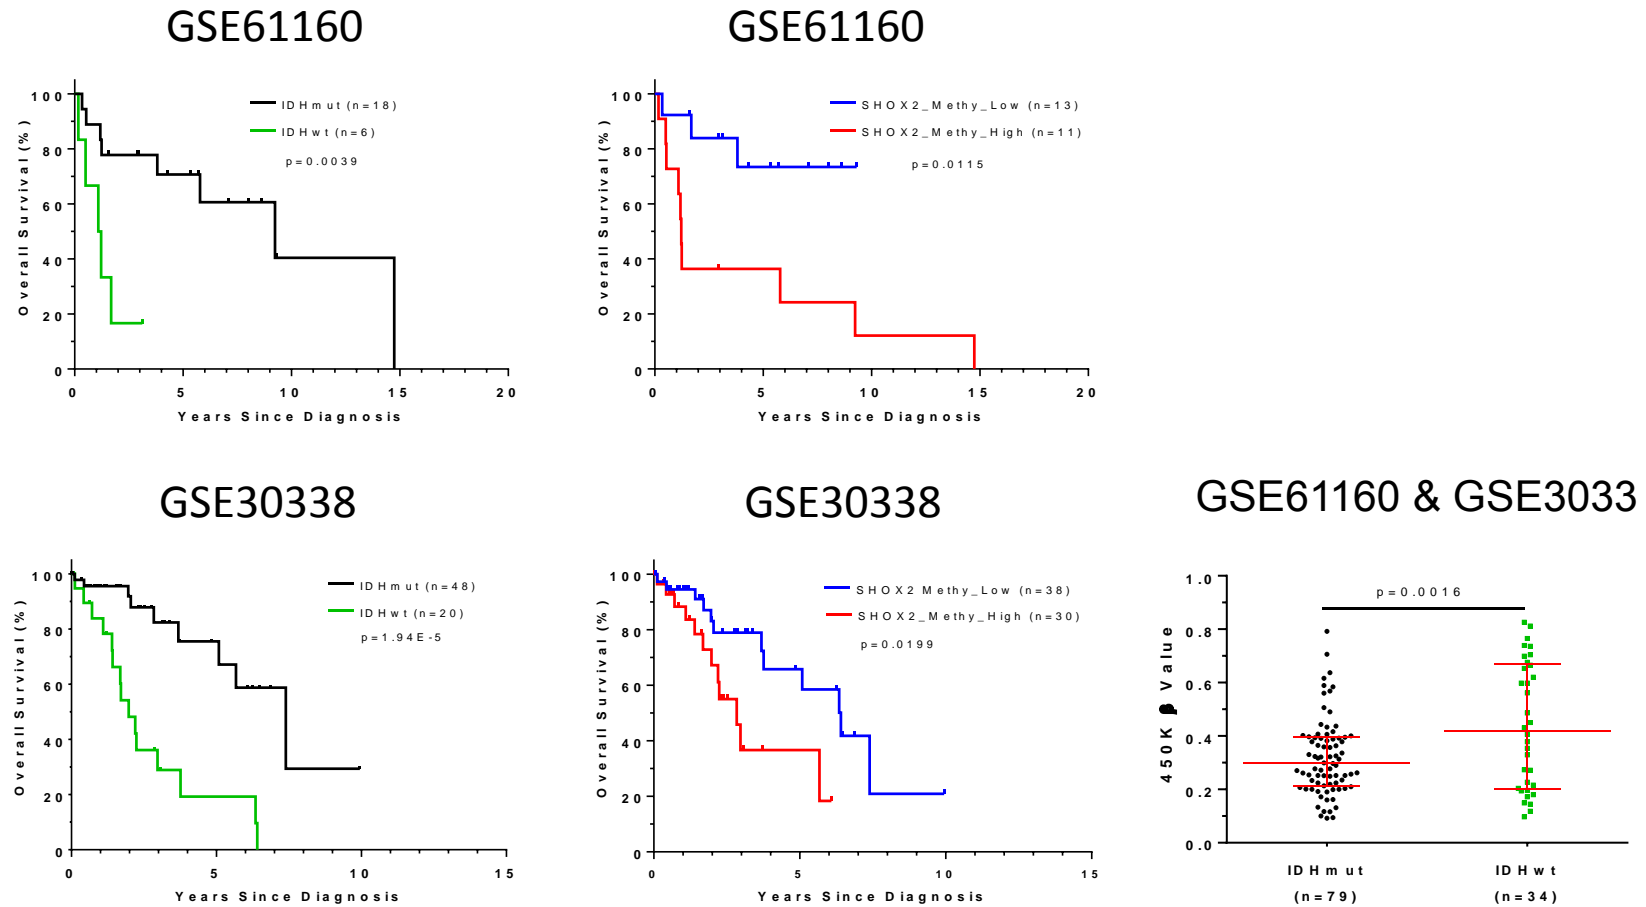 GSE61160
100
80
60
40
20
0
Overall Survival (%)
IDHmut (n=18)
IDHwt (n=6)
p=0.0039
0 5 10 15 20
Years Since Diagnosis
GSE61160
100
80
60
40
20
0
Overall Survival (%)
SHOX2_Methy_Low (n=13)
SHOX2_Methy_High (n=11)
p=0.0115
0 5 10 15 20
Years Since Diagnosis
GSE30338
100
80
60
40
20
0
Overall Survival (%)
IDHmut (n=48)
IDHwt (n=20)
p=1.94E-5
0 5 10 15
Years Since Diagnosis
GSE30338
100
80
60
40
20
0
Overall Survival (%)
SHOX2 Methy_Low (n=38)
SHOX2_Methy_High (n=30)
p=0.0199
0 5 10 15
Years Since Diagnosis
GSE61160 & GSE3033
1.0
0.8
0.6
0.4
0.2
0.0
450K β Value
p=0.0016
IDHmut
(n=79)
IDHwt
(n=34)